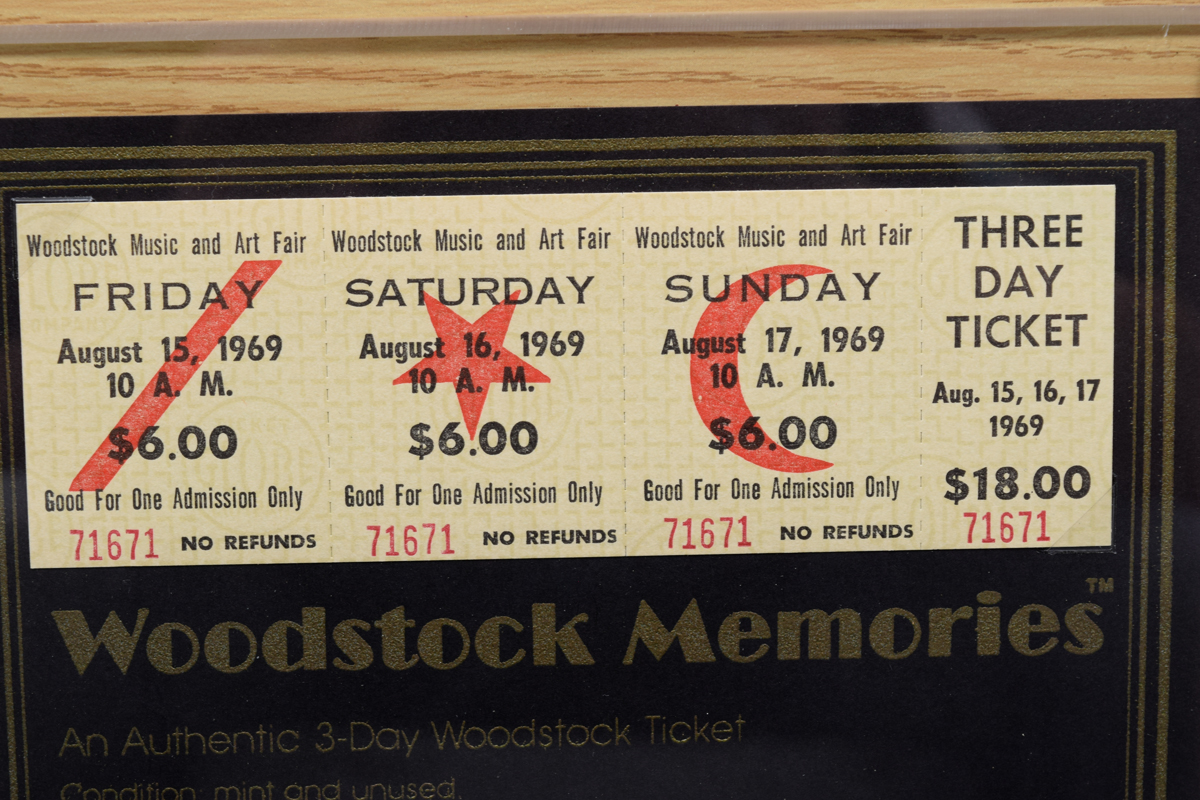 Woodstock Music and Art Fair
FRIDAY
August 15, 1969
10 A. M.
$6.00
Good For One Admission Only
71671 NO REFUNDS
Woodstock Music and Art Fair
SATURDAY
August 16, 1969
10 A. M.
$6.00
Good For One Admission Only
71671 NO REFUNDS
Woodstock Music and Art Fair
SUNDAY
August 17, 1969
10 A. M.
$6.00
Good For One Admission Only
71671 NO REFUNDS
THREE
DAY
TICKET
Aug. 15, 16, 17
1969
$18.00
71671
Woodstock Memories™
An Authentic 3-Day Woodstock Ticket
Condition: mint and unused.